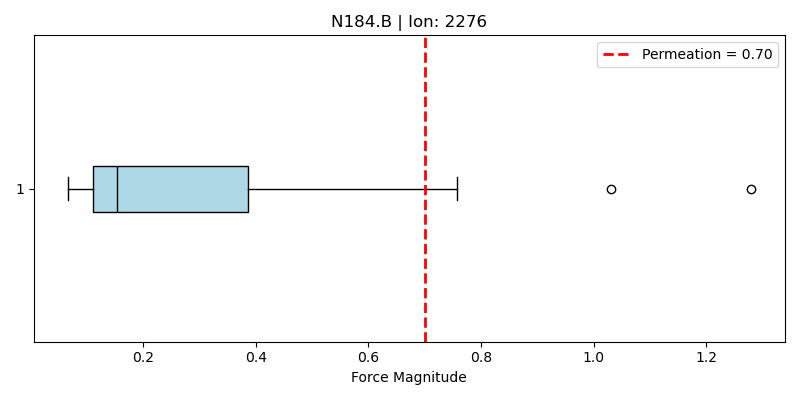 N184.B | Ion: 2276
Permeation = 0.70
1
0.2 0.4 0.6 0.8 1.0 1.2
Force Magnitude